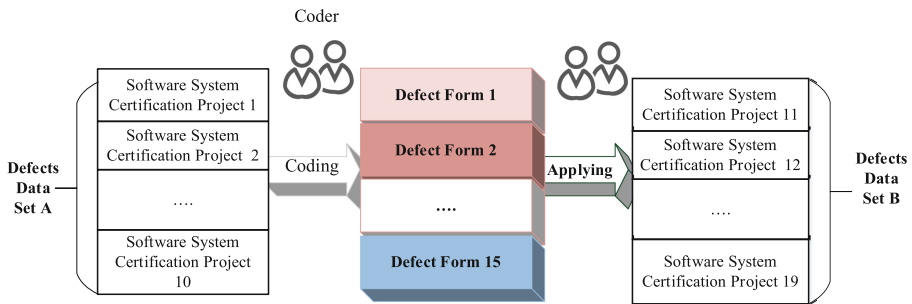 Coder
Software System
Certification Project 1
Software System
Certification Project 2
....
Software System
Certification Project
10
Defects
Data
Set A
Coding
Defect Form 1
Defect Form 2
....
Defect Form 15
Applying
Software System
Certification Project 11
Software System
Certification Project 12
....
Software System
Certification Project 19
Defects
Data
Set B